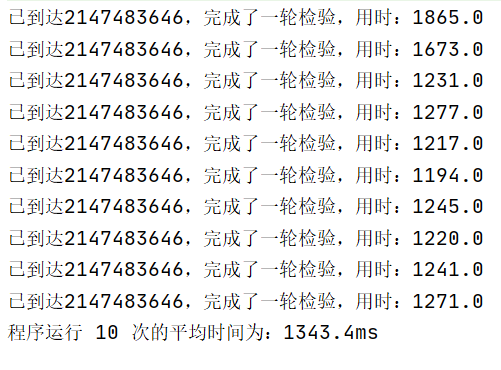 已到达2147483646，完成了一轮检验，用时：1865.0
已到达2147483646，完成了一轮检验，用时：1673.0
已到达2147483646，完成了一轮检验，用时：1231.0
已到达2147483646，完成了一轮检验，用时：1277.0
已到达2147483646，完成了一轮检验，用时：1217.0
已到达2147483646，完成了一轮检验，用时：1194.0
已到达2147483646，完成了一轮检验，用时：1245.0
已到达2147483646，完成了一轮检验，用时：1220.0
已到达2147483646，完成了一轮检验，用时：1241.0
已到达2147483646，完成了一轮检验，用时：1271.0
程序运行 10 次的平均时间为：1343.4ms